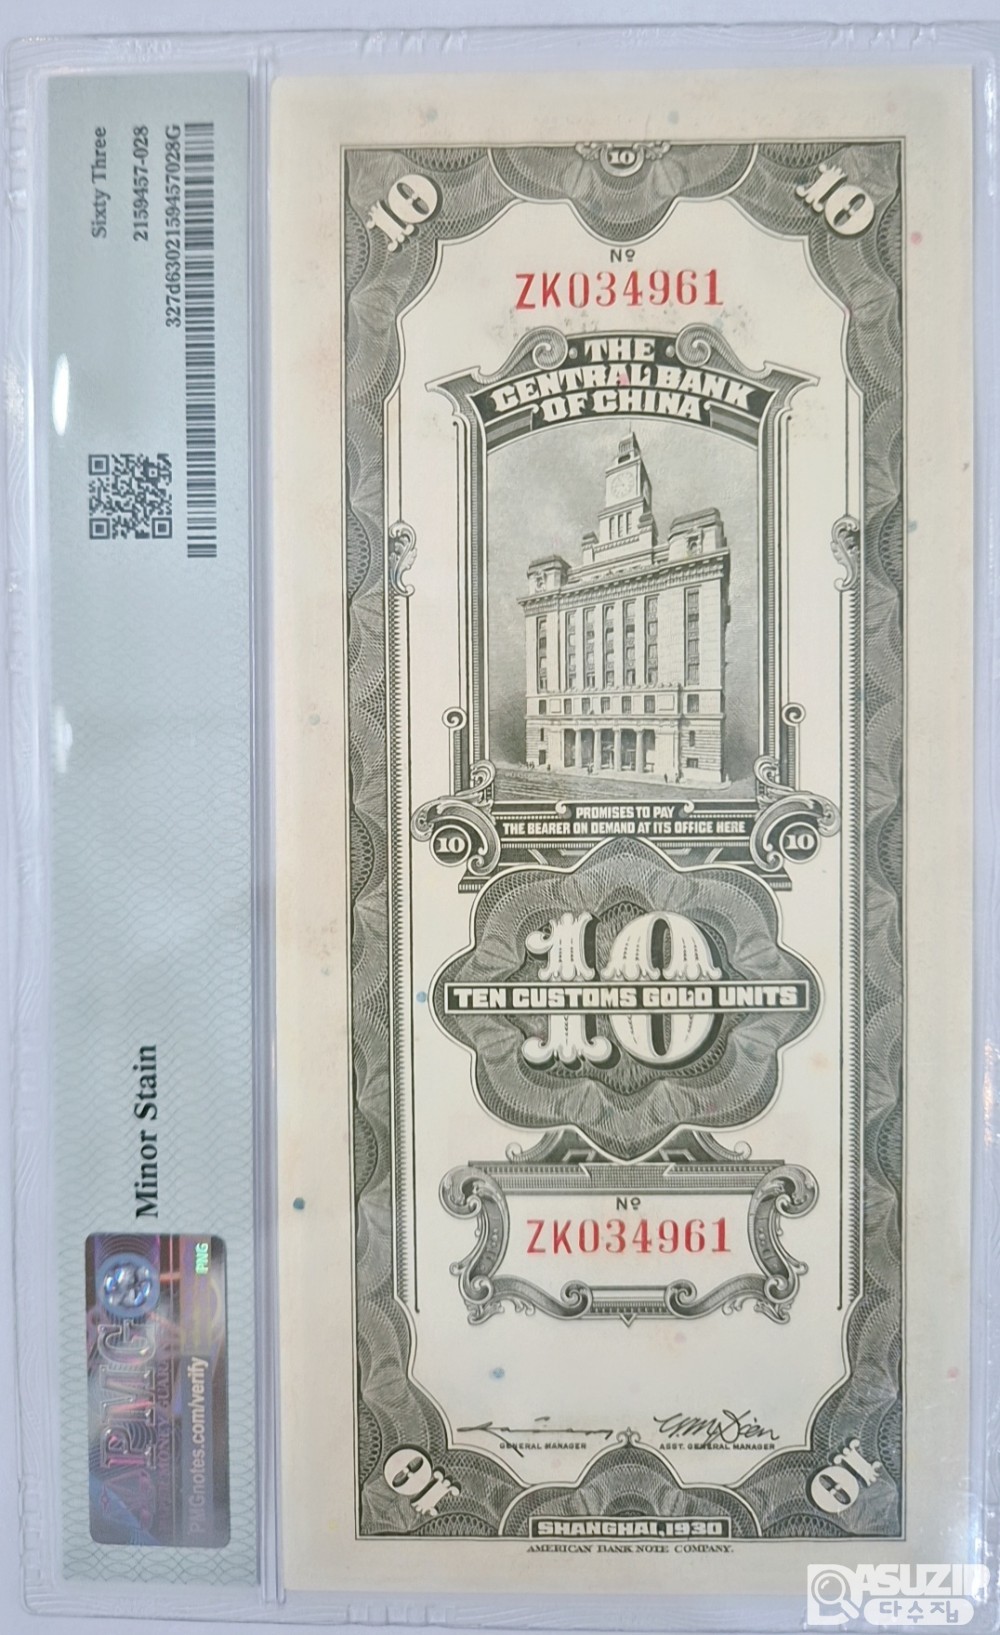 Sixty Three
2159457-028
327d6302159457028G
Minor Stain
PMG
PNG
PMGnotes.com/verify
10
10
10
Nº
ZK034961
THE
CENTRAL BANK
OF CHINA
PROMISES TO PAY
THE BEARER ON DEMAND AT ITS OFFICE HERE
10
10
10
TEN CUSTOMS GOLD UNITS
Nº
ZK034961
GENERAL MANAGER
ASST. GENERAL MANAGER
10
10
SHANGHAI, 1930
AMERICAN BANK NOTE COMPANY.
DASUZIP
다수집